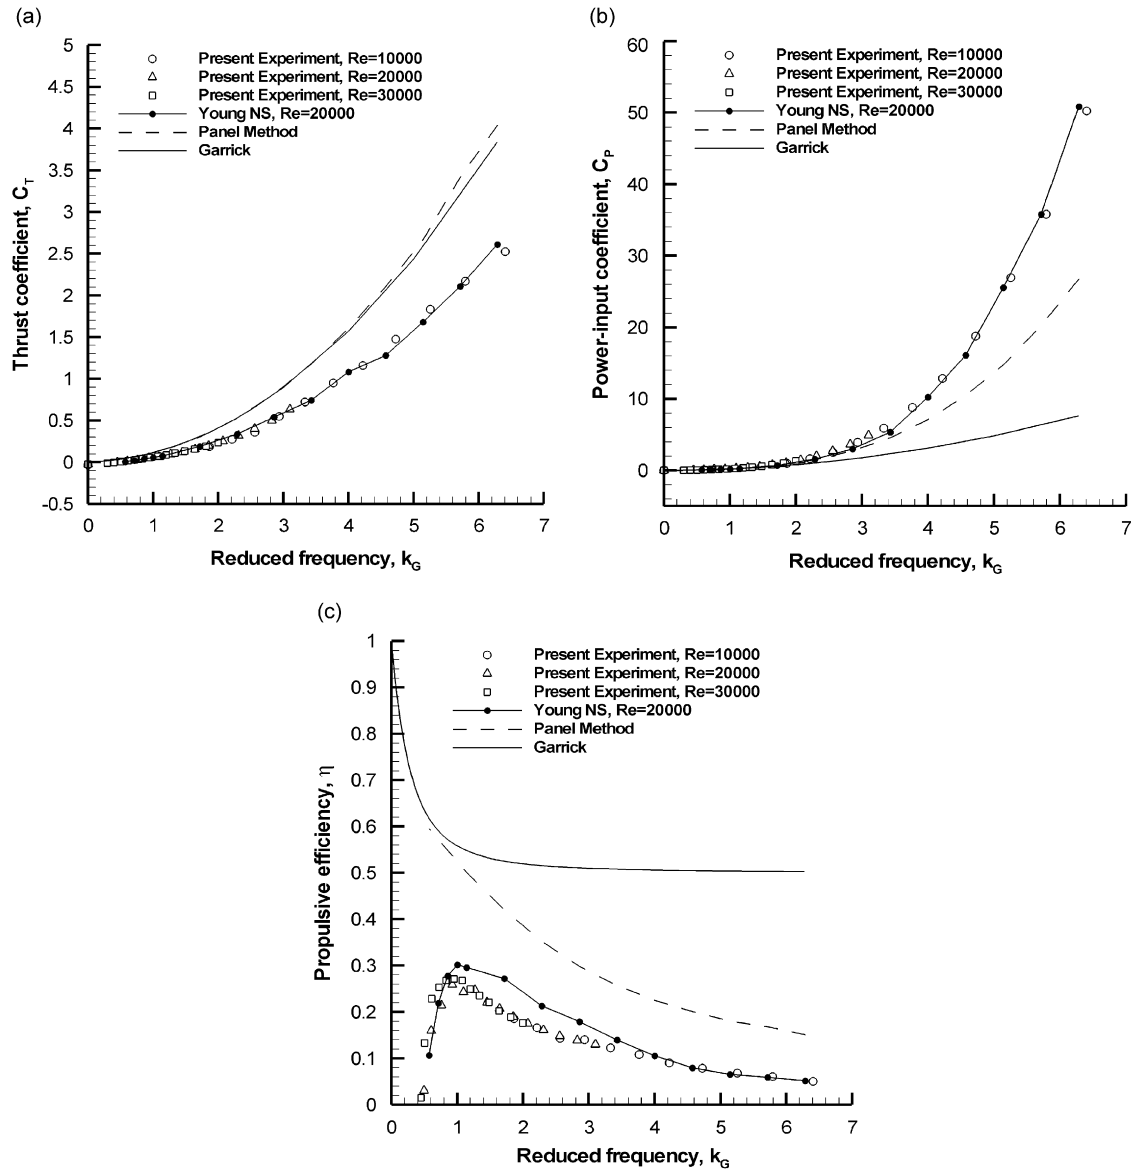 (a)
5
4.5
4
3.5
3
2.5
2
1.5
1
0.5
0
-0.5
Thrust coefficient, C_T
Present Experiment, Re=10000
Present Experiment, Re=20000
Present Experiment, Re=30000
Young NS, Re=20000
Panel Method
Garrick
0 1 2 3 4 5 6 7
Reduced frequency, k_G
(b)
60
50
40
30
20
10
0
Power-input coefficient, C_P
Present Experiment, Re=10000
Present Experiment, Re=20000
Present Experiment, Re=30000
Young NS, Re=20000
Panel Method
Garrick
0 1 2 3 4 5 6 7
Reduced frequency, k_G
(c)
1
0.9
0.8
0.7
0.6
0.5
0.4
0.3
0.2
0.1
0
Propulsive efficiency, η
Present Experiment, Re=10000
Present Experiment, Re=20000
Present Experiment, Re=30000
Young NS, Re=20000
Panel Method
Garrick
0 1 2 3 4 5 6 7
Reduced frequency, k_G